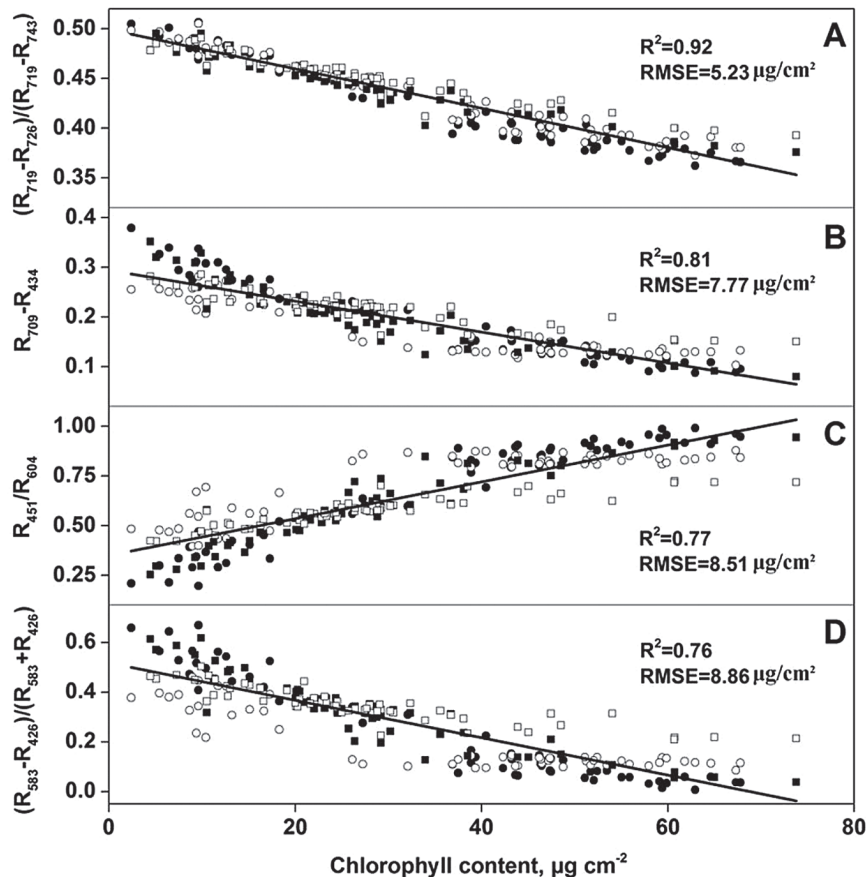 (R₇₁₉-R₇₂₆)/(R₇₁₉-R₇₄₃)
0.50
0.45
0.40
0.35
A
R²=0.92
RMSE=5.23 µg/cm²
R₇₀₉-R₄₃₄
0.4
0.3
0.2
0.1
B
R²=0.81
RMSE=7.77 µg/cm²
R₄₅₁/R₆₀₄
1.00
0.75
0.50
0.25
C
R²=0.77
RMSE=8.51 µg/cm²
(R₅₈₃-R₄₂₆)/(R₅₈₃+R₄₂₆)
0.6
0.4
0.2
0.0
D
R²=0.76
RMSE=8.86 µg/cm²
0 20 40 60 80
Chlorophyll content, µg cm⁻²